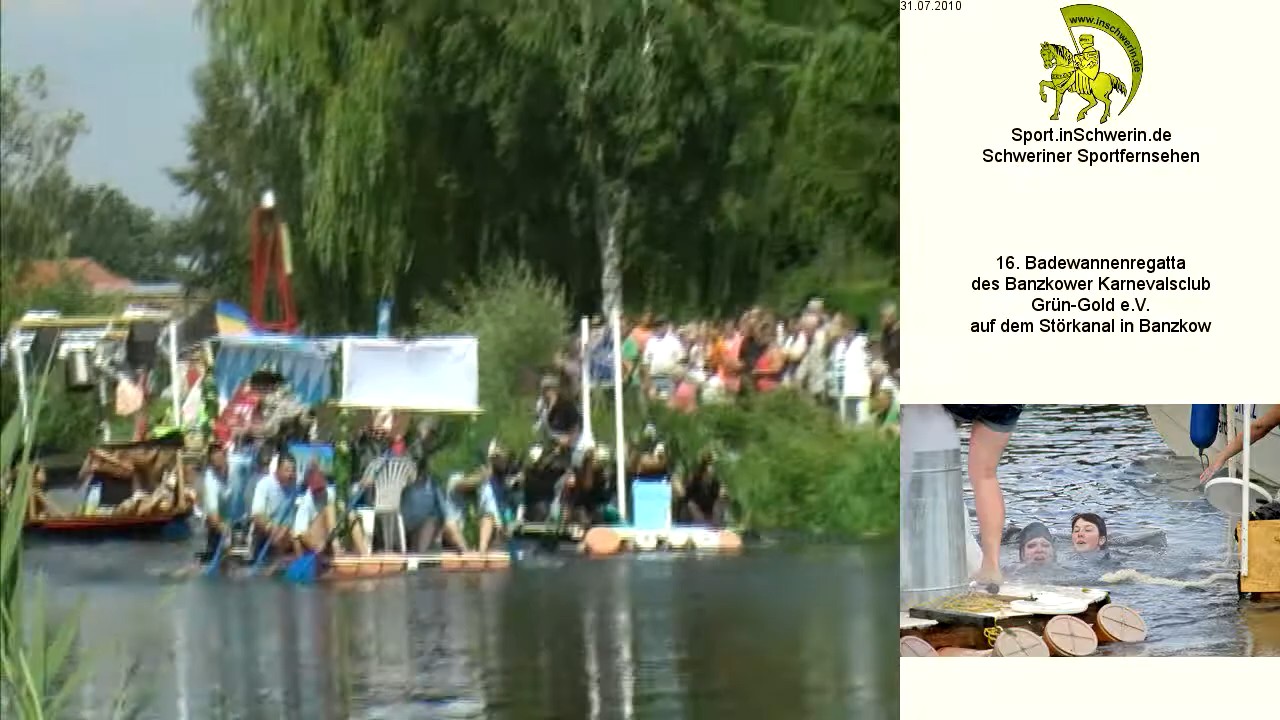 31.07.2010
www.inschwerin.de
Sport.inSchwerin.de
Schweriner Sportfernsehen
16. Badewannenregatta
des Banzkower Karnevalsclub
Grün-Gold e.V.
auf dem Störkanal in Banzkow